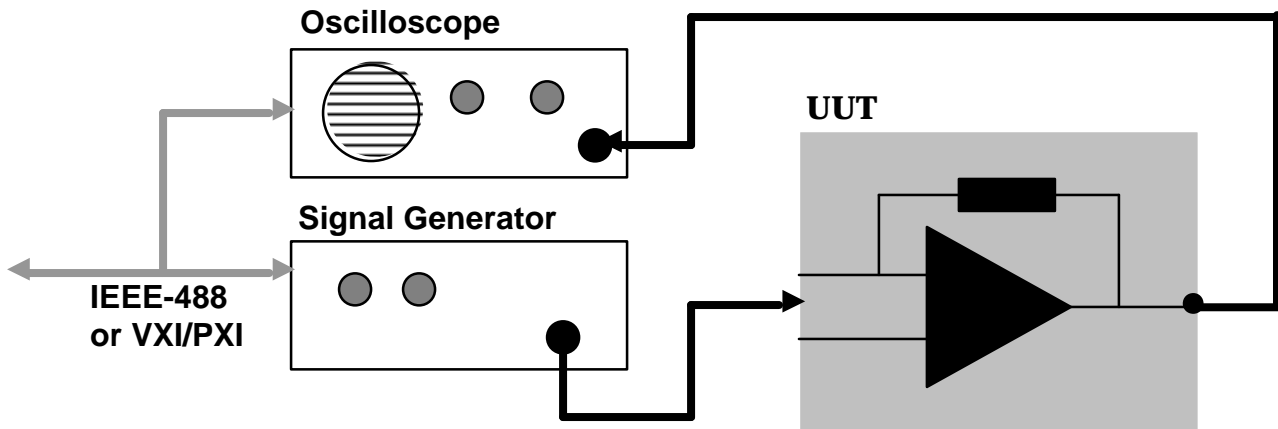 Oscilloscope
UUT
Signal Generator
IEEE-488
or VXI/PXI